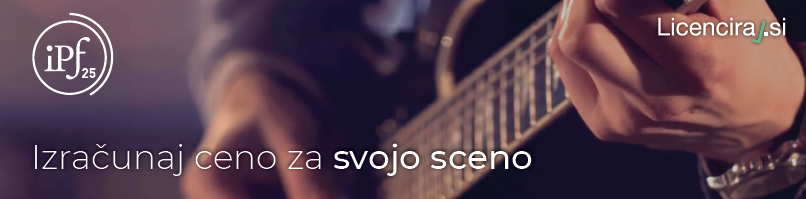 iPf
25
Licenciraj.si
Izračunaj ceno za svojo sceno